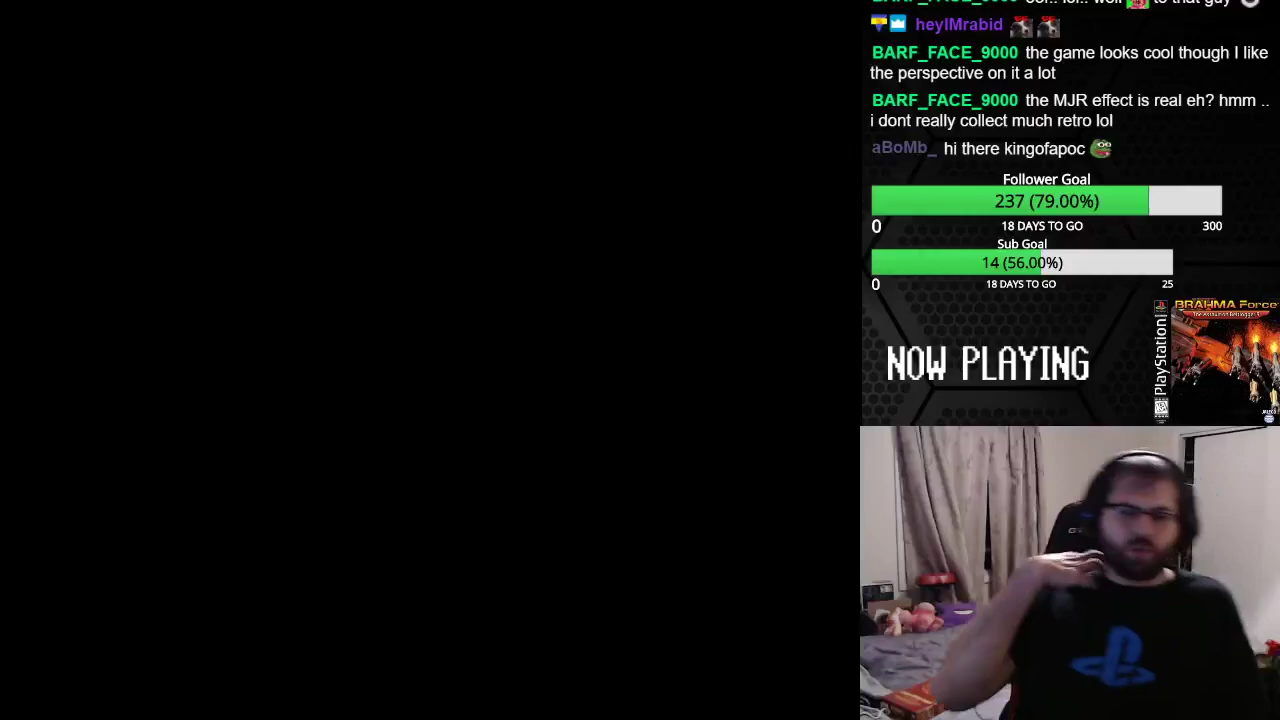 heyIMrabid
BARF_FACE_9000 the game looks cool though I like
the perspective on it a lot
BARF_FACE_9000 the MJR effect is real eh? hmm ..
i dont really collect much retro lol
aBoMb_ hi there kingofapoc
Follower Goal
237 (79.00%)
0 18 DAYS TO GO 300
Sub Goal
14 (56.00%)
0 18 DAYS TO GO 25
BRAHMA Force
PlayStation
NOW PLAYING